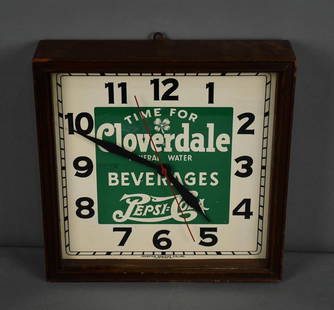 11 12 1
TIME FOR
10 2
Cloverdale
MINERAL WATER
9 BEVERAGES 3
8 PEPSI-COLA 4
7 6 5